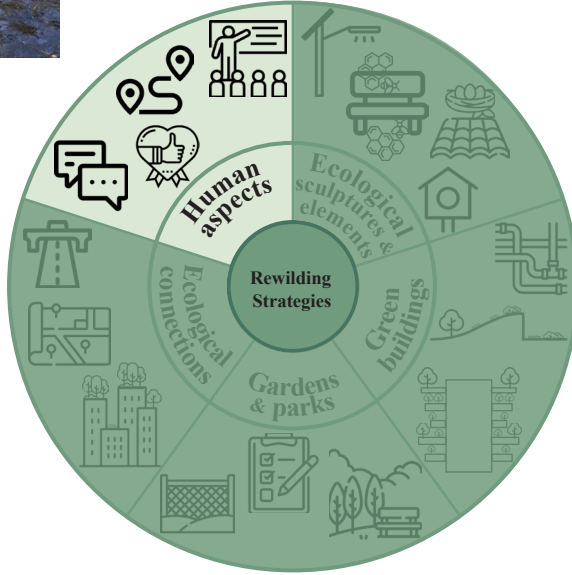 Human
aspects
Ecological
sculptures &
elements
Rewilding
Strategies
Ecological
connections
Green
buildings
Gardens
& parks